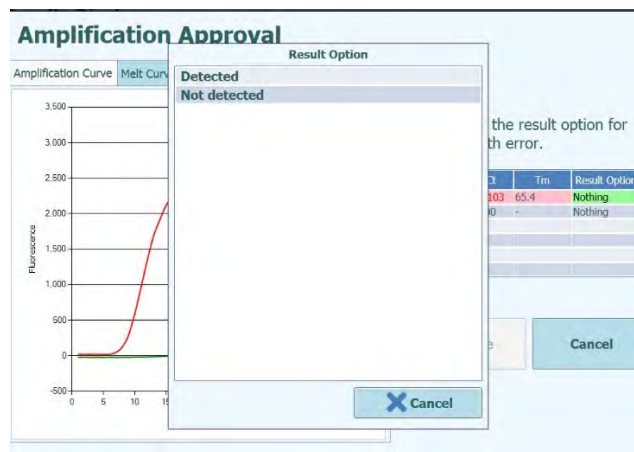 Amplification Approval
Result Option
Amplification Curve Melt Curv
Detected
Not detected
the result option for
th error.
Tm Result Option
103 65.4 Nothing
- Nothing
3.500
3.000
2.500
2.000
1.500
1.000
500
0
-500
Fluorescence
0 5 10
Cancel
Cancel